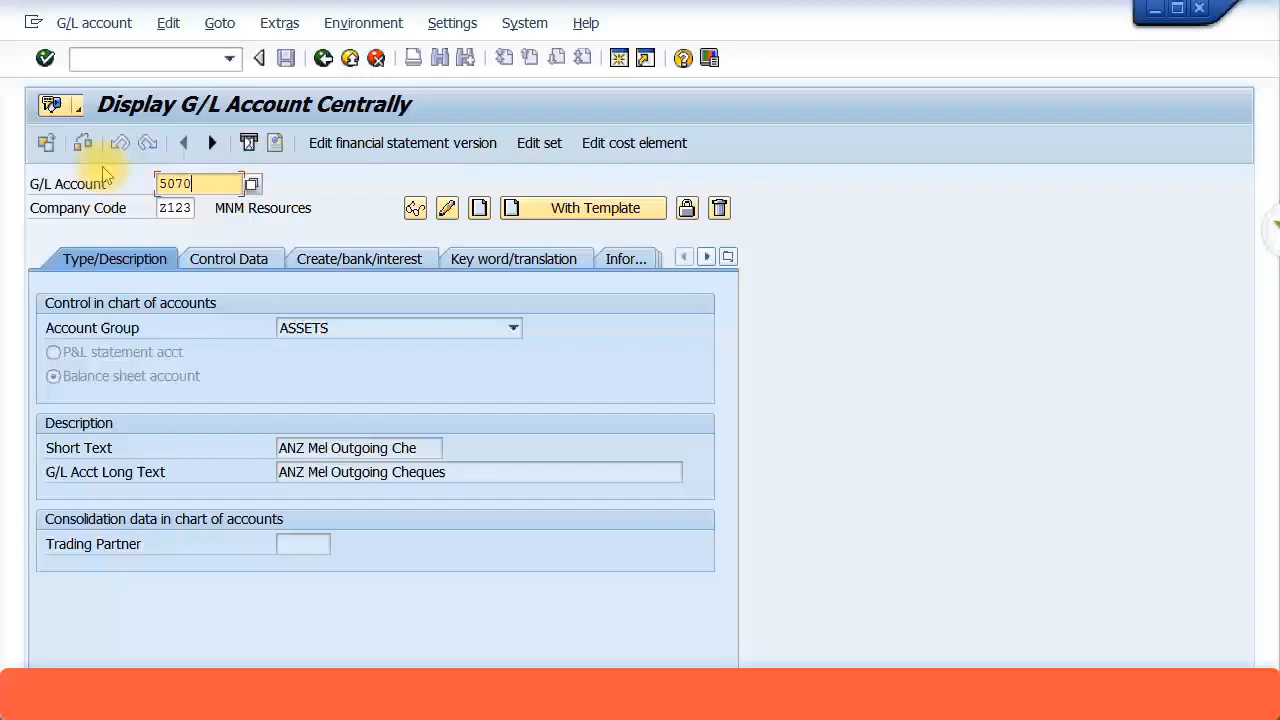 G/L account Edit Goto Extras Environment Settings System Help
Display G/L Account Centrally
Edit financial statement version Edit set Edit cost element
G/L Account 5070
Company Code Z123 MNM Resources With Template
Type/Description Control Data Create/bank/interest Key word/translation Infor...
Control in chart of accounts
Account Group ASSETS
P&L statement acct
Balance sheet account
Description
Short Text ANZ Mel Outgoing Che
G/L Acct Long Text ANZ Mel Outgoing Cheques
Consolidation data in chart of accounts
Trading Partner